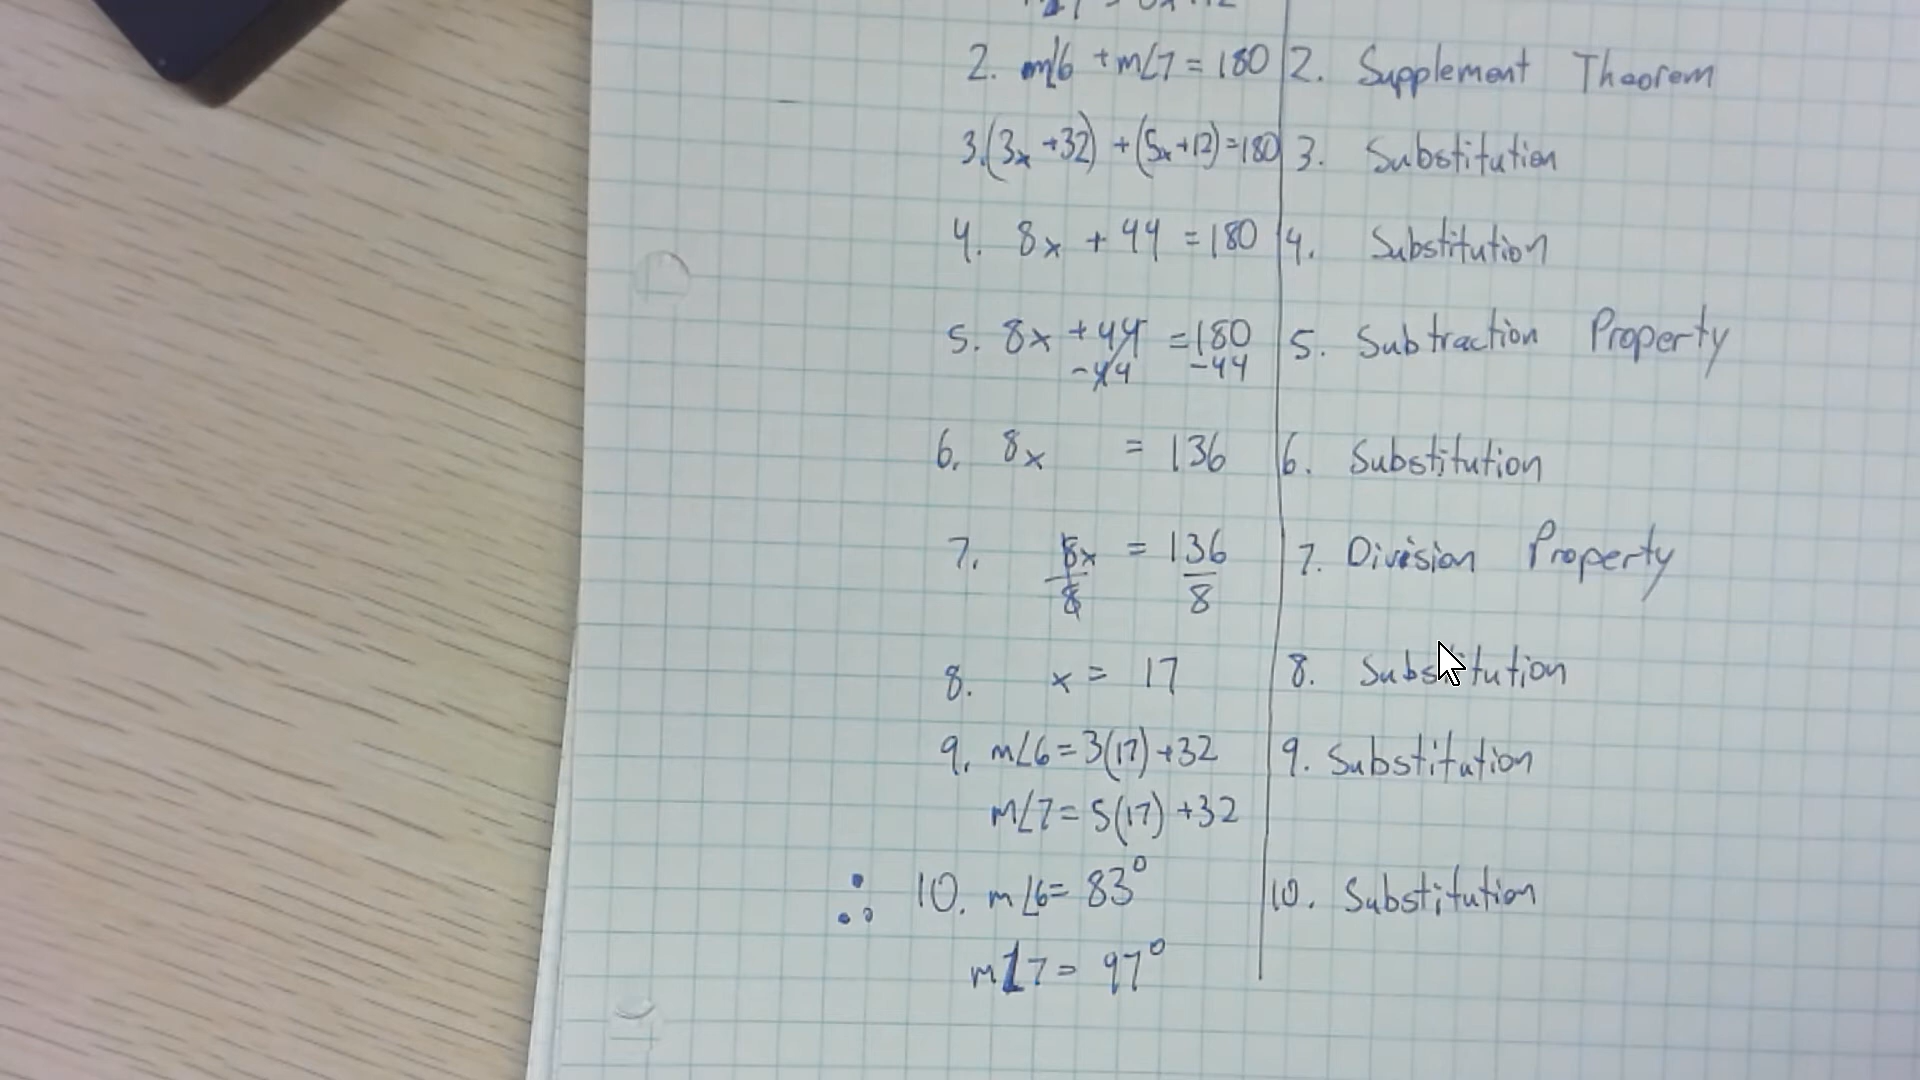 2. m∠6 + m∠7 = 180 2. Supplement Theorem
3. (3x + 32) + (5x + 12) = 180 3. Substitution
4. 8x + 44 = 180 4. Substitution
5. 8x + 44 = 180 5. Subtraction Property
-44 -44
6. 8x = 136 6. Substitution
7. 8x = 136 7. Division Property
8 8
8. x = 17 8. Substitution
9. m∠6 = 3(17) + 32 9. Substitution
m∠7 = 5(17) + 32
∴ 10. m∠6 = 83° 10. Substitution
m∠7 = 97°